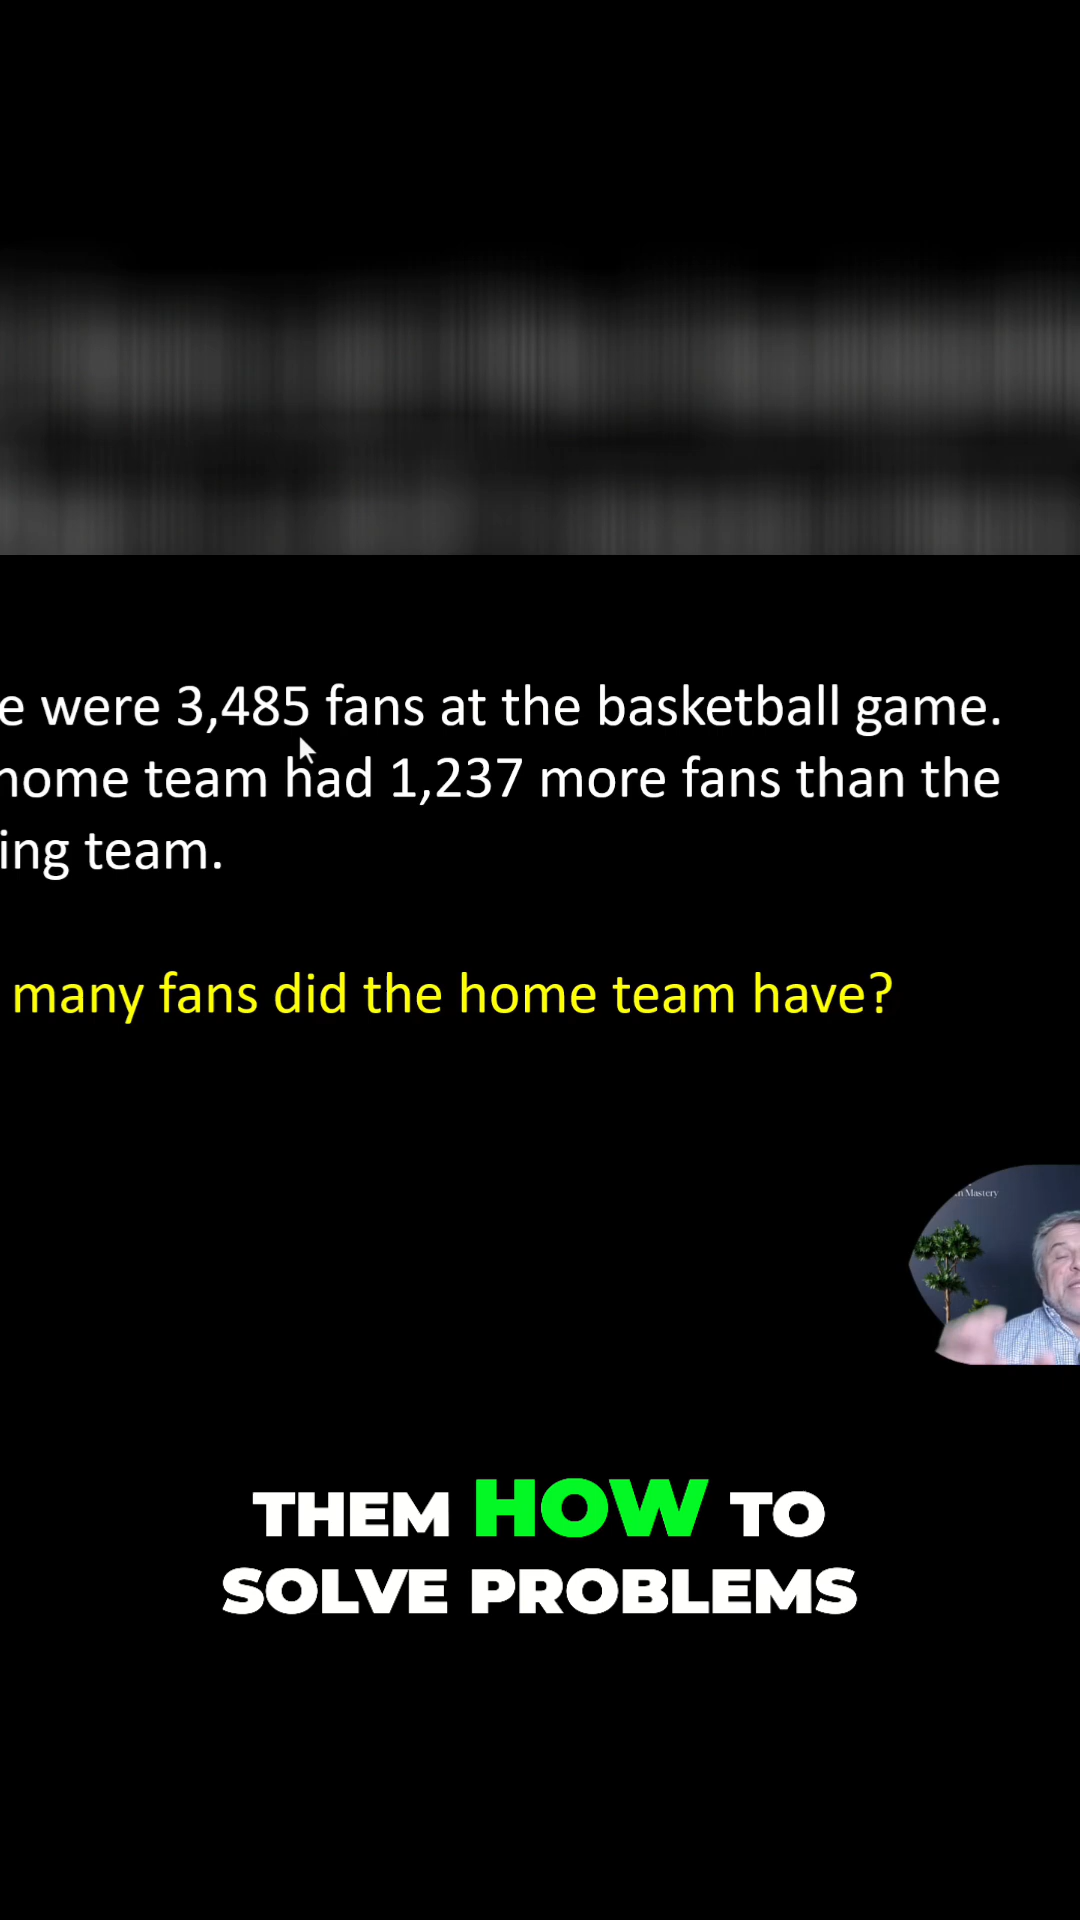 e were 3,485 fans at the basketball game.
home team had 1,237 more fans than the
ing team.
many fans did the home team have?
n Mastery
THEM HOW TO
SOLVE PROBLEMS